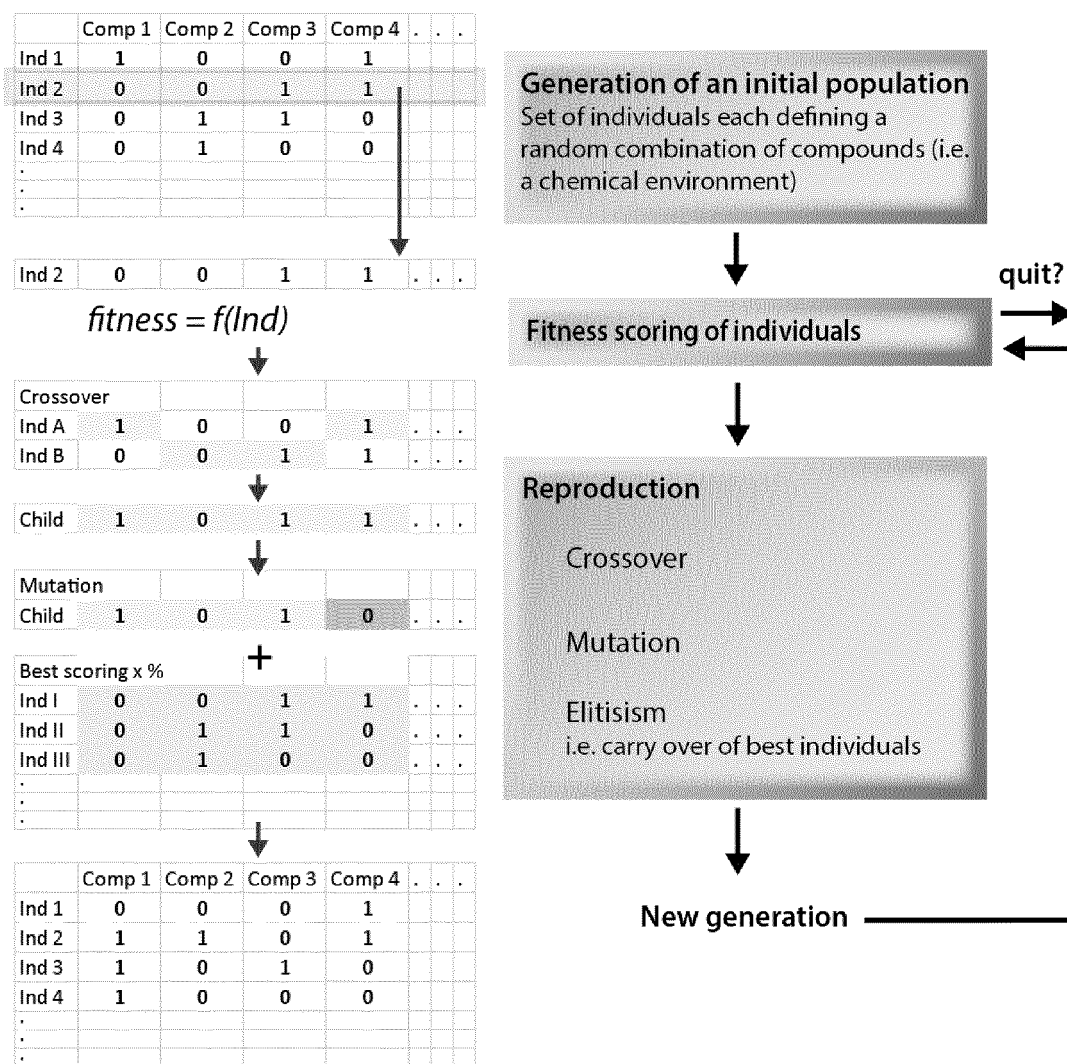 Comp 1 Comp 2 Comp 3 Comp 4 . . .
Ind 1 1 0 0 1
Ind 2 0 0 1 1
Ind 3 0 1 1 0
Ind 4 0 1 0 0
.
.
.
Ind 2 0 0 1 1 . . .
fitness = f(Ind)
Crossover
Ind A 1 0 0 1 . . .
Ind B 0 0 1 1 . . .
Child 1 0 1 1 . . .
Mutation
Child 1 0 1 0 . . .
+
Best scoring x %
Ind I 0 0 1 1 . . .
Ind II 0 1 1 0 . . .
Ind III 0 1 0 0 . . .
.
.
.
Comp 1 Comp 2 Comp 3 Comp 4 . . .
Ind 1 0 0 0 1
Ind 2 1 1 0 1
Ind 3 1 0 1 0
Ind 4 1 0 0 0
.
.
.
Generation of an initial population
Set of individuals each defining a
random combination of compounds (i.e.
a chemical environment)
quit?
Fitness scoring of individuals
Reproduction
Crossover
Mutation
Elitisism
i.e. carry over of best individuals
New generation